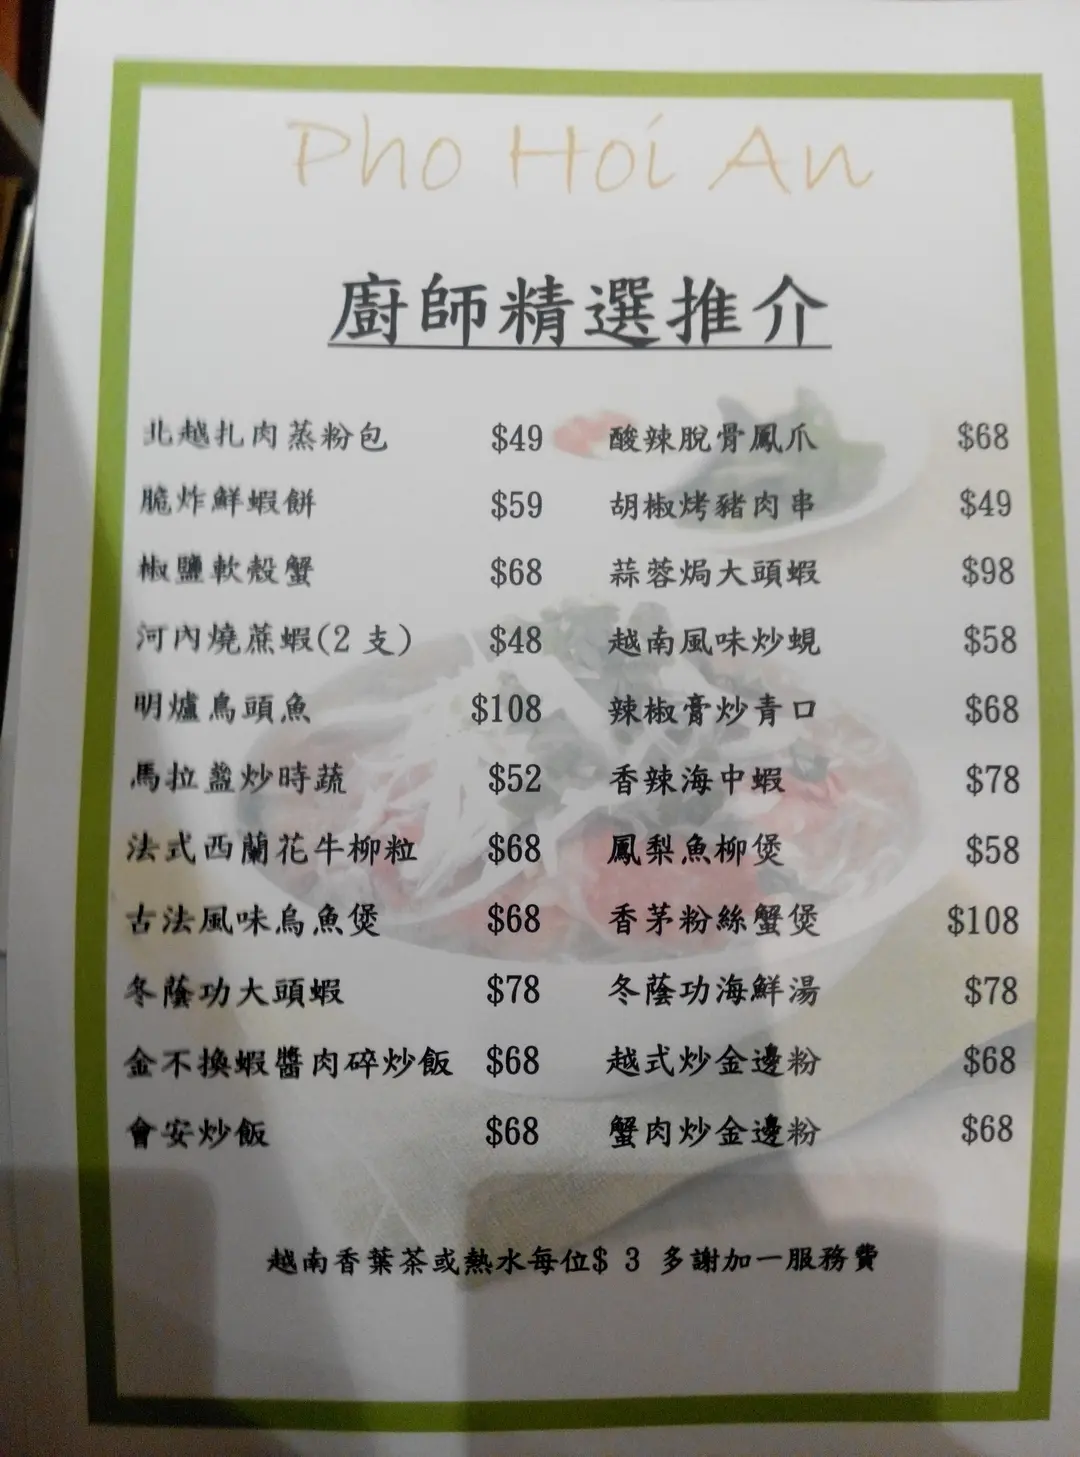 Pho Hoi An
廚師精選推介
北越扎肉蒸粉包 $49 酸辣脫骨鳳爪 $68
脆炸鮮蝦餅 $59 胡椒烤豬肉串 $49
椒鹽軟殼蟹 $68 蒜蓉焗大頭蝦 $98
河內燒蔗蝦(2 支) $48 越南風味炒蜆 $58
明爐烏頭魚 $108 辣椒膏炒青口 $68
馬拉盞炒時蔬 $52 香辣海中蝦 $78
法式西蘭花牛柳粒 $68 鳳梨魚柳煲 $58
古法風味烏魚煲 $68 香茅粉絲蟹煲 $108
冬蔭功大頭蝦 $78 冬蔭功海鮮湯 $78
金不換蝦醬肉碎炒飯 $68 越式炒金邊粉 $68
會安炒飯 $68 蟹肉炒金邊粉 $68
越南香葉茶或熱水每位$ 3 多謝加一服務費